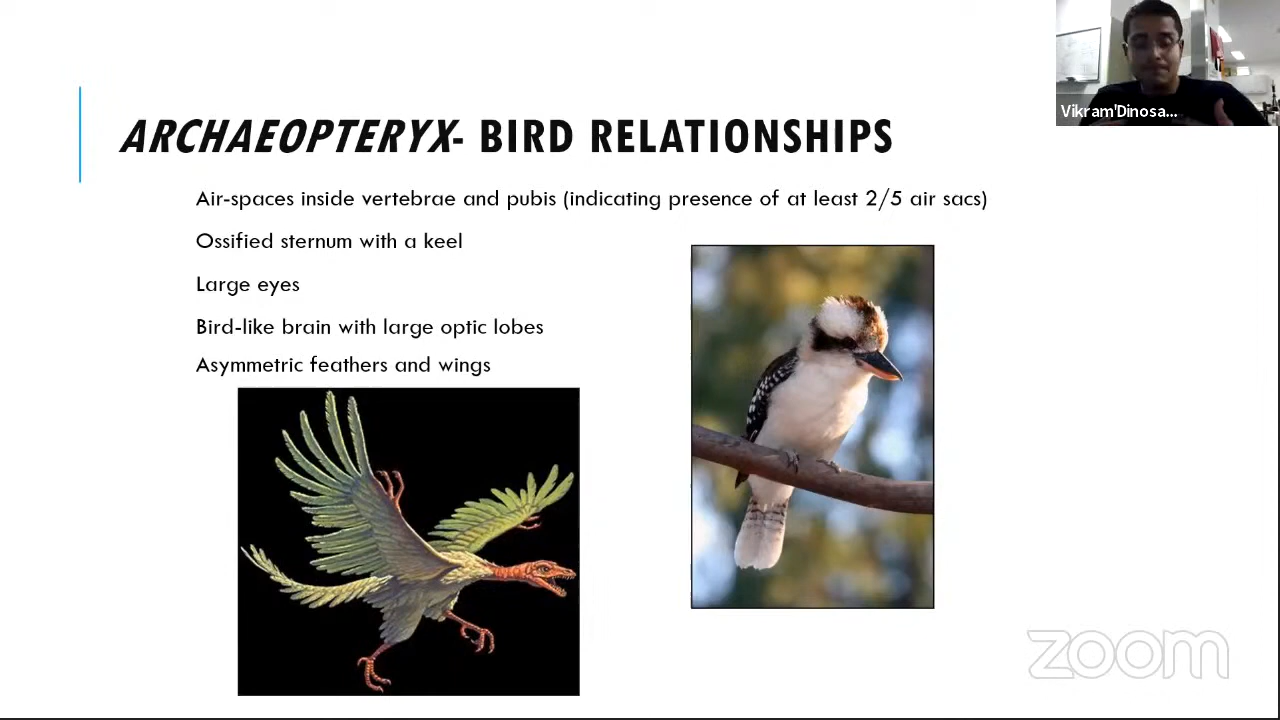 Vikram'Dinosa...
ARCHAEOPTERYX- BIRD RELATIONSHIPS
Air-spaces inside vertebrae and pubis (indicating presence of at least 2/5 air sacs)
Ossified sternum with a keel
Large eyes
Bird-like brain with large optic lobes
Asymmetric feathers and wings
zoom